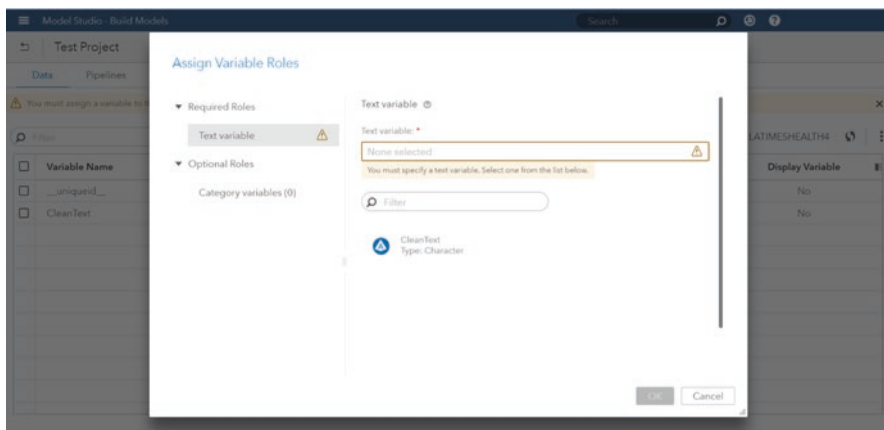 Model Studio - Build Models
Search
Test Project
Data Pipelines
You must assign a variable to
Filter
LATIMESHEALTH4
Variable Name
Display Variable
__uniqueid__
No
CleanText
No
Assign Variable Roles
Required Roles
Text variable
Optional Roles
Category variables (0)
Text variable
Text variable: *
None selected
You must specify a text variable. Select one from the list below.
Filter
CleanText
Type: Character
OK
Cancel